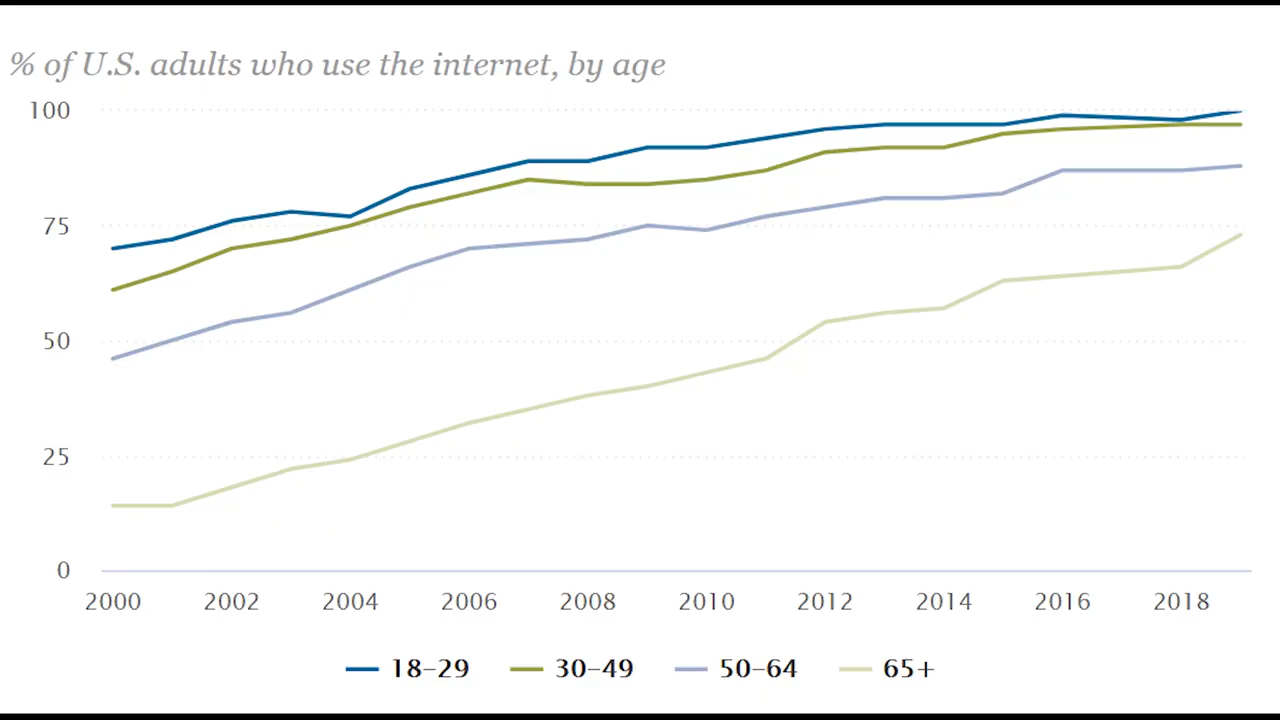 % of U.S. adults who use the internet, by age
100
75
50
25
0
2000 2002 2004 2006 2008 2010 2012 2014 2016 2018
18–29 30–49 50–64 65+